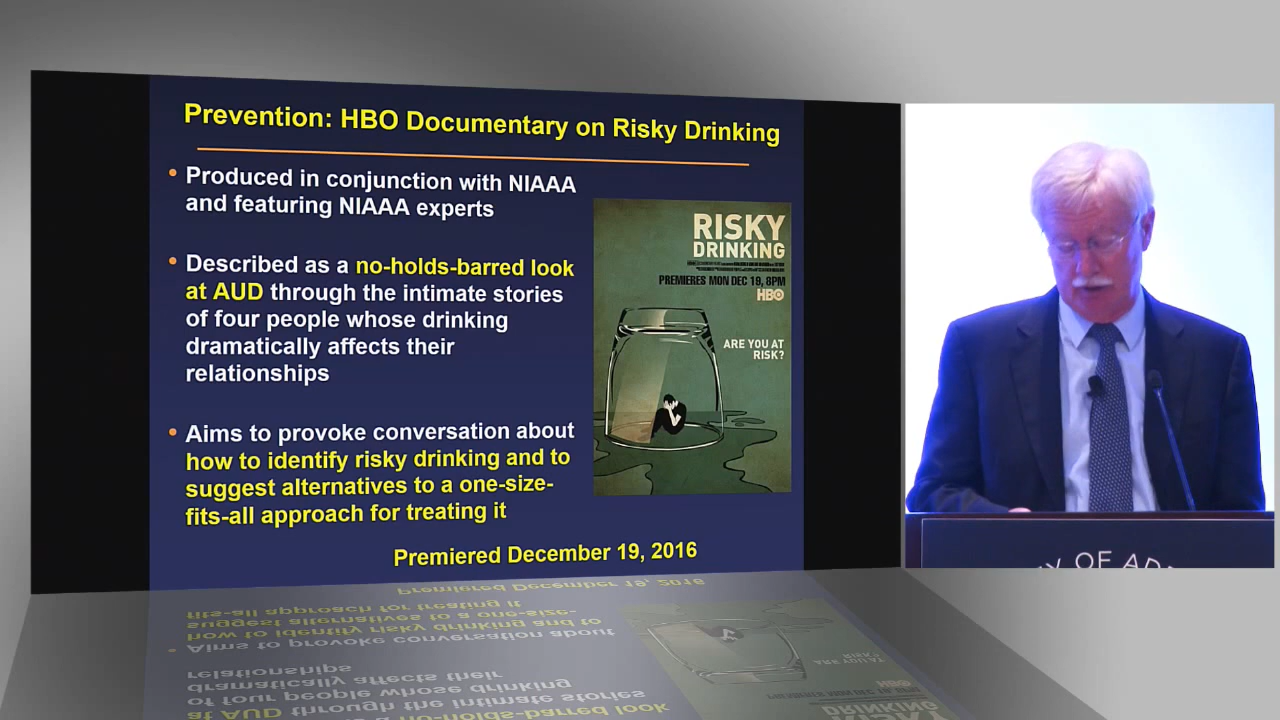 Prevention: HBO Documentary on Risky Drinking
• Produced in conjunction with NIAAA
and featuring NIAAA experts
• Described as a no-holds-barred look
at AUD through the intimate stories
of four people whose drinking
dramatically affects their
relationships
• Aims to provoke conversation about
how to identify risky drinking and to
suggest alternatives to a one-size-
fits-all approach for treating it
Premiered December 19, 2016
RISKY
DRINKING
PREMIERES MON DEC 19, 9PM
HBO
ARE YOU AT
RISK?
Y OF AD